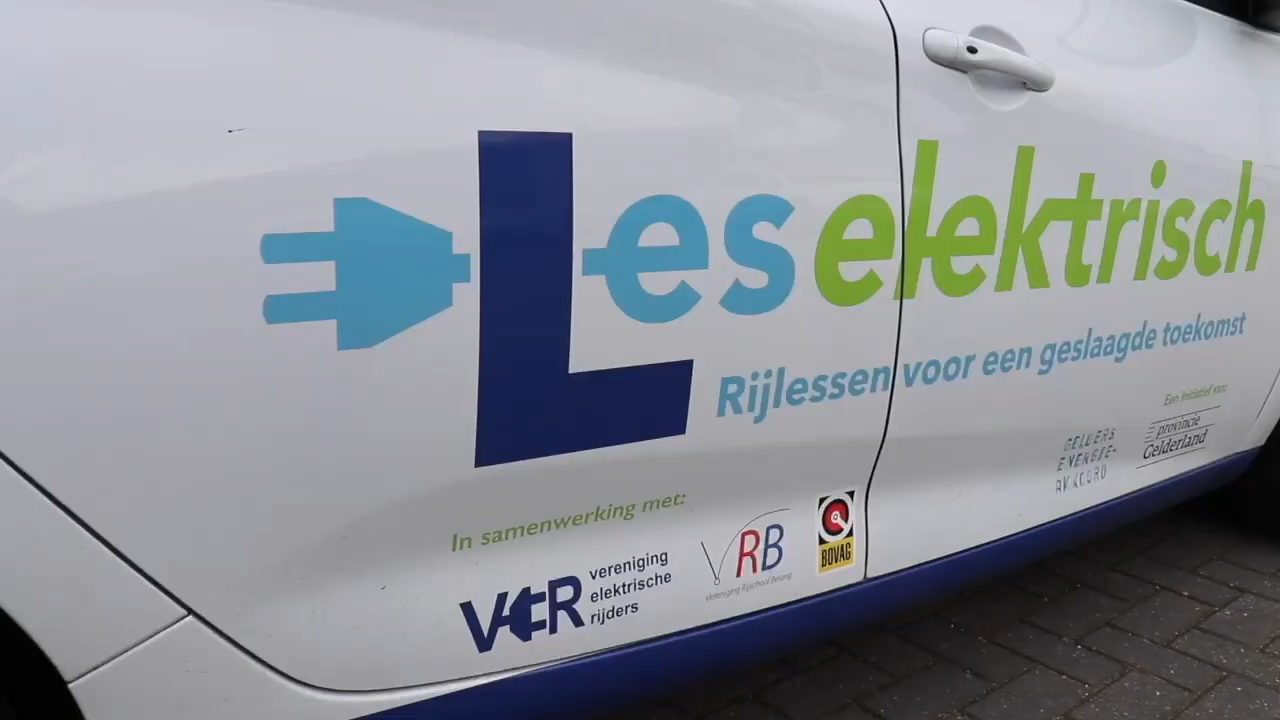 Les elektrisch
Rijlessen voor een geslaagde toekomst
Een initiatief van:
GELDERS
ENERGIE-
AKKOORD
provincie
Gelderland
In samenwerking met:
VER
vereniging
elektrische
rijders
VRB
Vereniging Rijschool Belang
BOVAG